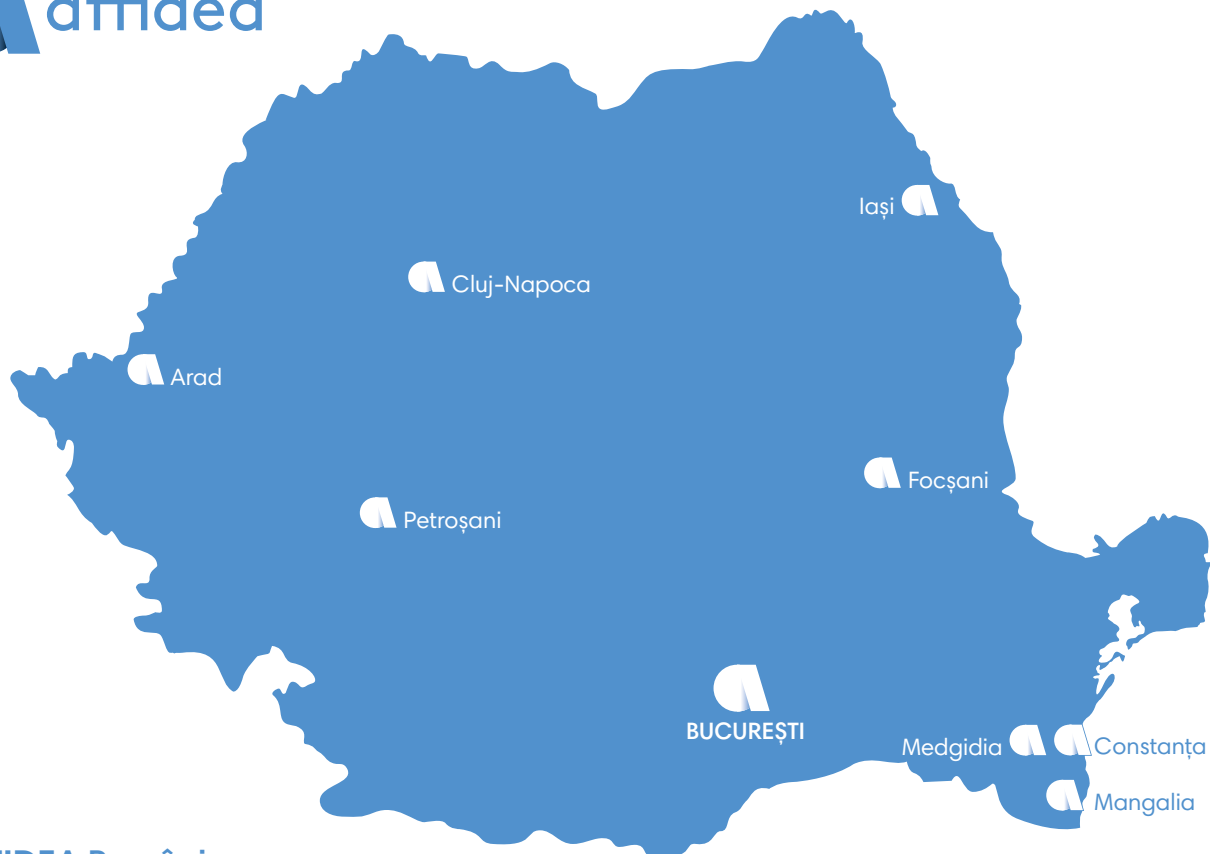 affidea
Iași
Cluj-Napoca
Arad
Focșani
Petroșani
BUCUREȘTI
Medgidia
Constanța
Mangalia